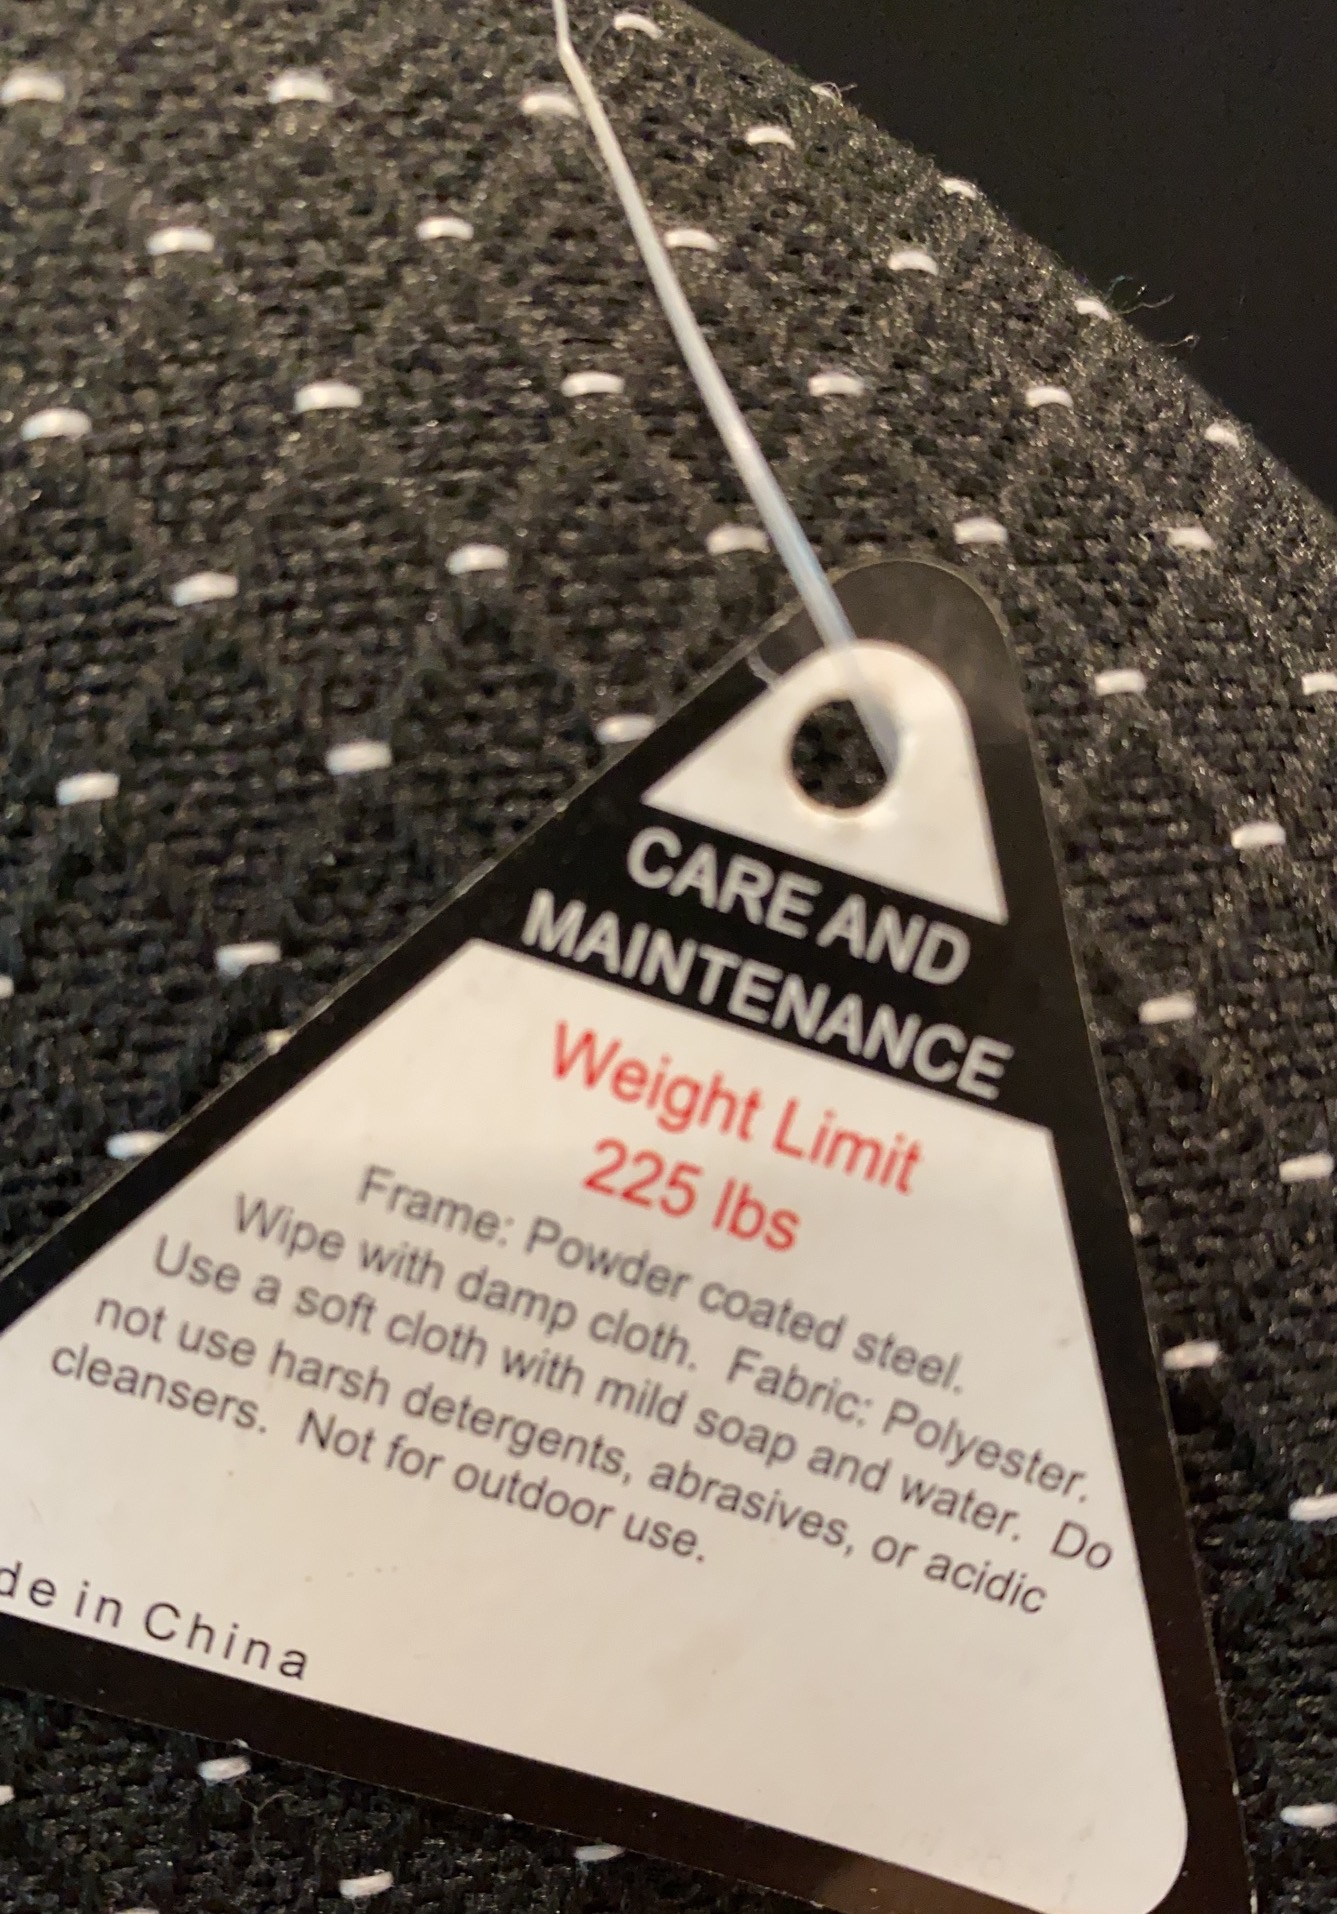 CARE AND
MAINTENANCE
Weight Limit
225 lbs
Frame: Powder coated steel.
Wipe with damp cloth. Fabric: Polyester.
Use a soft cloth with mild soap and water. Do
not use harsh detergents, abrasives, or acidic
cleansers. Not for outdoor use.
de in China